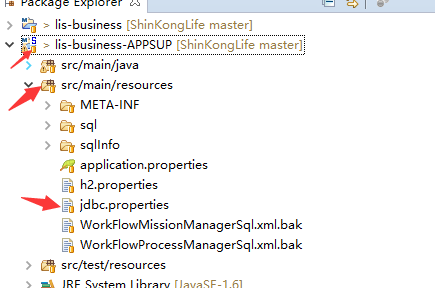 Package Explorer
> lis-business [ShinKongLife master]
> lis-business-APPSUP [ShinKongLife master]
src/main/java
src/main/resources
META-INF
sql
sqlInfo
application.properties
h2.properties
jdbc.properties
WorkFlowMissionManagerSql.xml.bak
WorkFlowProcessManagerSql.xml.bak
src/test/resources
JRE System Library [JavaSE-1.6]